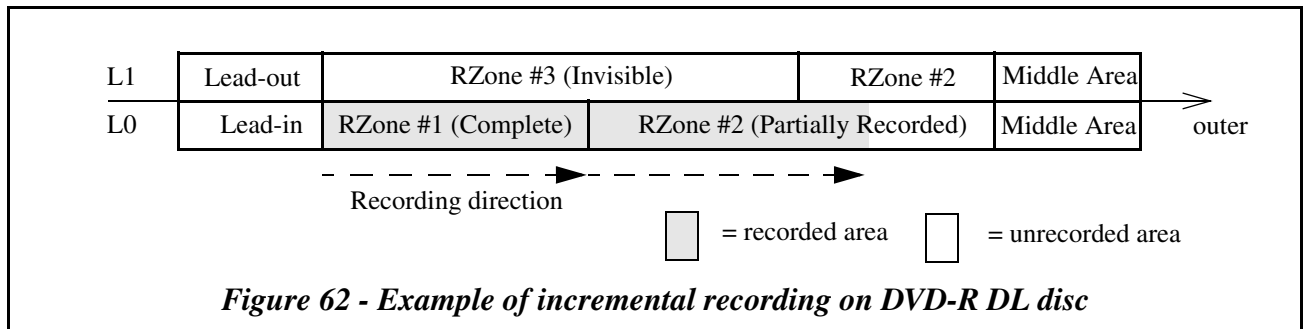 L1 Lead-out RZone #3 (Invisible) RZone #2 Middle Area
L0 Lead-in RZone #1 (Complete) RZone #2 (Partially Recorded) Middle Area outer
Recording direction
= recorded area = unrecorded area
Figure 62 - Example of incremental recording on DVD-R DL disc